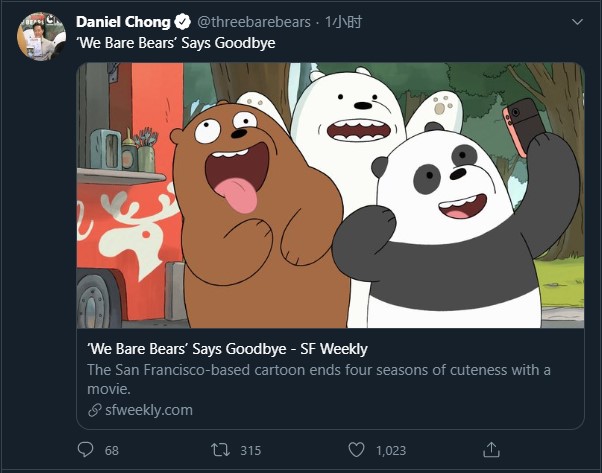 Daniel Chong @threebarebears · 1小时
‘We Bare Bears’ Says Goodbye
‘We Bare Bears’ Says Goodbye - SF Weekly
The San Francisco-based cartoon ends four seasons of cuteness with a
movie.
sfweekly.com
68 315 1,023